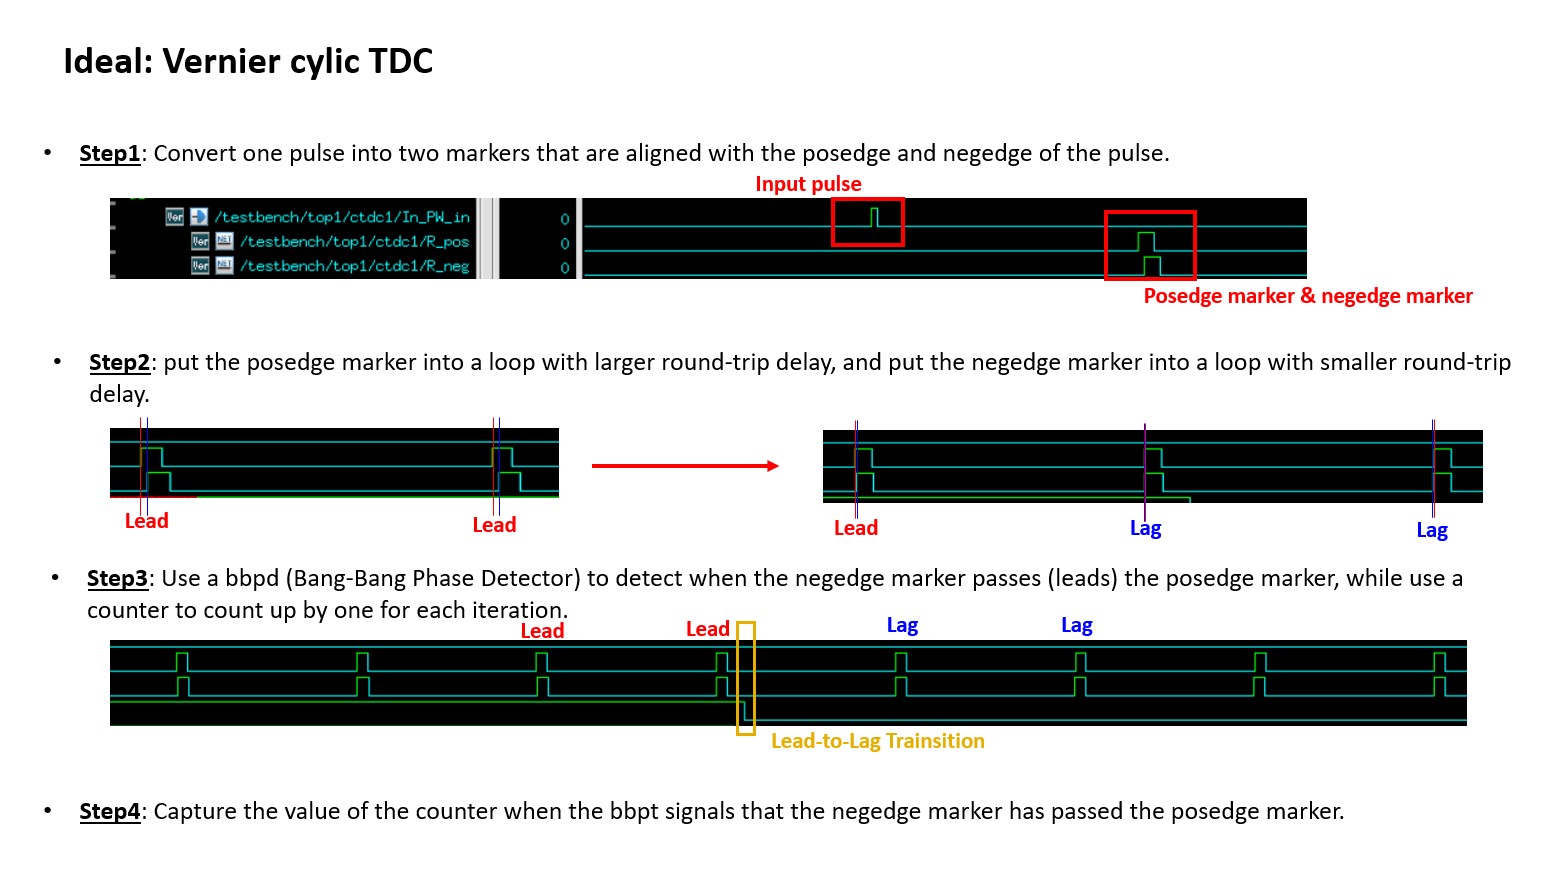 Ideal: Vernier cylic TDC
• Step1: Convert one pulse into two markers that are aligned with the posedge and negedge of the pulse.
Input pulse
/testbench/top1/ctdc1/In_PW_in 0
/testbench/top1/ctdc1/R_pos 0
/testbench/top1/ctdc1/R_neg 0
Posedge marker & negedge marker
• Step2: put the posedge marker into a loop with larger round-trip delay, and put the negedge marker into a loop with smaller round-trip
delay.
Lead Lead Lead Lag Lag
• Step3: Use a bbpd (Bang-Bang Phase Detector) to detect when the negedge marker passes (leads) the posedge marker, while use a
counter to count up by one for each iteration.
Lead Lead Lag Lag
Lead-to-Lag Trainsition
• Step4: Capture the value of the counter when the bbpt signals that the negedge marker has passed the posedge marker.